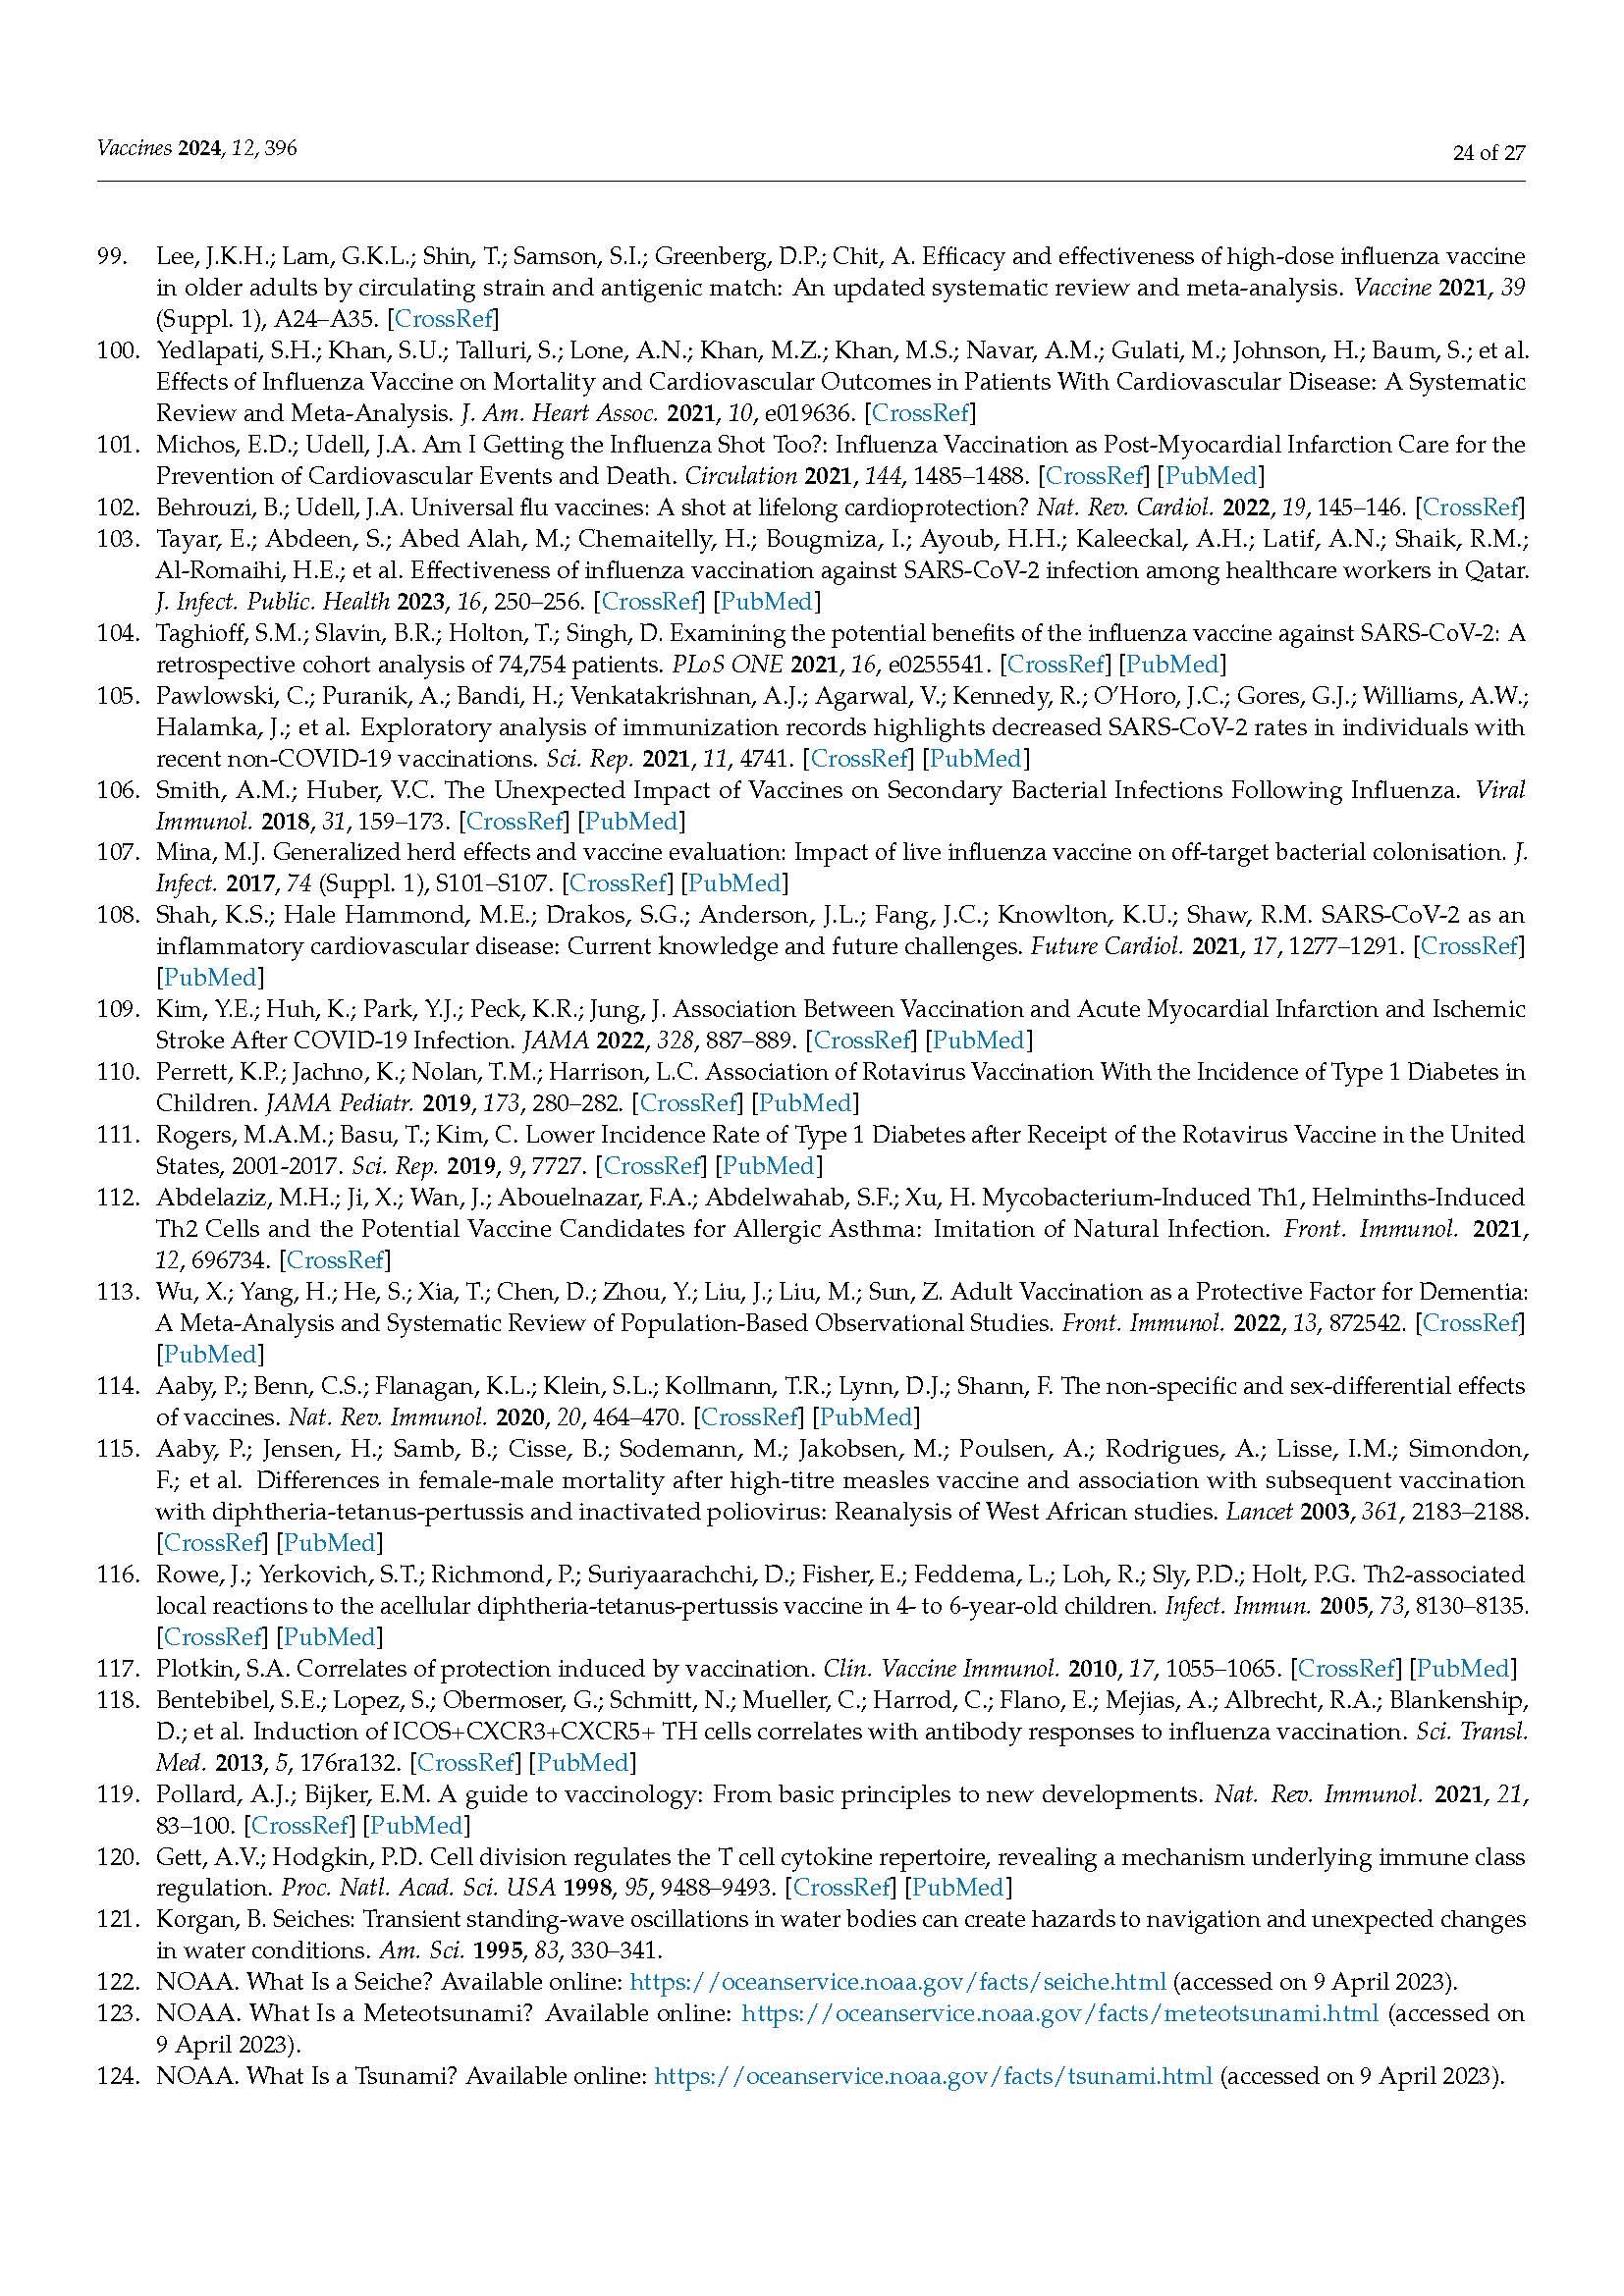 Vaccines 2024, 12, 396
24 of 27
99. Lee, J.K.H.; Lam, G.K.L.; Shin, T.; Samson, S.I.; Greenberg, D.P.; Chit, A. Efficacy and effectiveness of high-dose influenza vaccine
in older adults by circulating strain and antigenic match: An updated systematic review and meta-analysis. Vaccine 2021, 39
(Suppl. 1), A24–A35. [CrossRef]
100. Yedlapati, S.H.; Khan, S.U.; Talluri, S.; Lone, A.N.; Khan, M.Z.; Khan, M.S.; Navar, A.M.; Gulati, M.; Johnson, H.; Baum, S.; et al.
Effects of Influenza Vaccine on Mortality and Cardiovascular Outcomes in Patients With Cardiovascular Disease: A Systematic
Review and Meta-Analysis. J. Am. Heart Assoc. 2021, 10, e019636. [CrossRef]
101. Michos, E.D.; Udell, J.A. Am I Getting the Influenza Shot Too?: Influenza Vaccination as Post-Myocardial Infarction Care for the
Prevention of Cardiovascular Events and Death. Circulation 2021, 144, 1485–1488. [CrossRef] [PubMed]
102. Behrouzi, B.; Udell, J.A. Universal flu vaccines: A shot at lifelong cardioprotection? Nat. Rev. Cardiol. 2022, 19, 145–146. [CrossRef]
103. Tayar, E.; Abdeen, S.; Abed Alah, M.; Chemaitelly, H.; Bougmiza, I.; Ayoub, H.H.; Kaleeckal, A.H.; Latif, A.N.; Shaik, R.M.;
Al-Romaihi, H.E.; et al. Effectiveness of influenza vaccination against SARS-CoV-2 infection among healthcare workers in Qatar.
J. Infect. Public. Health 2023, 16, 250–256. [CrossRef] [PubMed]
104. Taghioff, S.M.; Slavin, B.R.; Holton, T.; Singh, D. Examining the potential benefits of the influenza vaccine against SARS-CoV-2: A
retrospective cohort analysis of 74,754 patients. PLoS ONE 2021, 16, e0255541. [CrossRef] [PubMed]
105. Pawlowski, C.; Puranik, A.; Bandi, H.; Venkatakrishnan, A.J.; Agarwal, V.; Kennedy, R.; O’Horo, J.C.; Gores, G.J.; Williams, A.W.;
Halamka, J.; et al. Exploratory analysis of immunization records highlights decreased SARS-CoV-2 rates in individuals with
recent non-COVID-19 vaccinations. Sci. Rep. 2021, 11, 4741. [CrossRef] [PubMed]
106. Smith, A.M.; Huber, V.C. The Unexpected Impact of Vaccines on Secondary Bacterial Infections Following Influenza. Viral
Immunol. 2018, 31, 159–173. [CrossRef] [PubMed]
107. Mina, M.J. Generalized herd effects and vaccine evaluation: Impact of live influenza vaccine on off-target bacterial colonisation. J.
Infect. 2017, 74 (Suppl. 1), S101–S107. [CrossRef] [PubMed]
108. Shah, K.S.; Hale Hammond, M.E.; Drakos, S.G.; Anderson, J.L.; Fang, J.C.; Knowlton, K.U.; Shaw, R.M. SARS-CoV-2 as an
inflammatory cardiovascular disease: Current knowledge and future challenges. Future Cardiol. 2021, 17, 1277–1291. [CrossRef]
[PubMed]
109. Kim, Y.E.; Huh, K.; Park, Y.J.; Peck, K.R.; Jung, J. Association Between Vaccination and Acute Myocardial Infarction and Ischemic
Stroke After COVID-19 Infection. JAMA 2022, 328, 887–889. [CrossRef] [PubMed]
110. Perrett, K.P.; Jachno, K.; Nolan, T.M.; Harrison, L.C. Association of Rotavirus Vaccination With the Incidence of Type 1 Diabetes in
Children. JAMA Pediatr. 2019, 173, 280–282. [CrossRef] [PubMed]
111. Rogers, M.A.M.; Basu, T.; Kim, C. Lower Incidence Rate of Type 1 Diabetes after Receipt of the Rotavirus Vaccine in the United
States, 2001-2017. Sci. Rep. 2019, 9, 7727. [CrossRef] [PubMed]
112. Abdelaziz, M.H.; Ji, X.; Wan, J.; Abouelnazar, F.A.; Abdelwahab, S.F.; Xu, H. Mycobacterium-Induced Th1, Helminths-Induced
Th2 Cells and the Potential Vaccine Candidates for Allergic Asthma: Imitation of Natural Infection. Front. Immunol. 2021,
12, 696734. [CrossRef]
113. Wu, X.; Yang, H.; He, S.; Xia, T.; Chen, D.; Zhou, Y.; Liu, J.; Liu, M.; Sun, Z. Adult Vaccination as a Protective Factor for Dementia:
A Meta-Analysis and Systematic Review of Population-Based Observational Studies. Front. Immunol. 2022, 13, 872542. [CrossRef]
[PubMed]
114. Aaby, P.; Benn, C.S.; Flanagan, K.L.; Klein, S.L.; Kollmann, T.R.; Lynn, D.J.; Shann, F. The non-specific and sex-differential effects
of vaccines. Nat. Rev. Immunol. 2020, 20, 464–470. [CrossRef] [PubMed]
115. Aaby, P.; Jensen, H.; Samb, B.; Cisse, B.; Sodemann, M.; Jakobsen, M.; Poulsen, A.; Rodrigues, A.; Lisse, I.M.; Simondon,
F.; et al. Differences in female-male mortality after high-titre measles vaccine and association with subsequent vaccination
with diphtheria-tetanus-pertussis and inactivated poliovirus: Reanalysis of West African studies. Lancet 2003, 361, 2183–2188.
[CrossRef] [PubMed]
116. Rowe, J.; Yerkovich, S.T.; Richmond, P.; Suriyaarachchi, D.; Fisher, E.; Feddema, L.; Loh, R.; Sly, P.D.; Holt, P.G. Th2-associated
local reactions to the acellular diphtheria-tetanus-pertussis vaccine in 4- to 6-year-old children. Infect. Immun. 2005, 73, 8130–8135.
[CrossRef] [PubMed]
117. Plotkin, S.A. Correlates of protection induced by vaccination. Clin. Vaccine Immunol. 2010, 17, 1055–1065. [CrossRef] [PubMed]
118. Bentebibel, S.E.; Lopez, S.; Obermoser, G.; Schmitt, N.; Mueller, C.; Harrod, C.; Flano, E.; Mejias, A.; Albrecht, R.A.; Blankenship,
D.; et al. Induction of ICOS+CXCR3+CXCR5+ TH cells correlates with antibody responses to influenza vaccination. Sci. Transl.
Med. 2013, 5, 176ra132. [CrossRef] [PubMed]
119. Pollard, A.J.; Bijker, E.M. A guide to vaccinology: From basic principles to new developments. Nat. Rev. Immunol. 2021, 21,
83–100. [CrossRef] [PubMed]
120. Gett, A.V.; Hodgkin, P.D. Cell division regulates the T cell cytokine repertoire, revealing a mechanism underlying immune class
regulation. Proc. Natl. Acad. Sci. USA 1998, 95, 9488–9493. [CrossRef] [PubMed]
121. Korgan, B. Seiches: Transient standing-wave oscillations in water bodies can create hazards to navigation and unexpected changes
in water conditions. Am. Sci. 1995, 83, 330–341.
122. NOAA. What Is a Seiche? Available online: https://oceanservice.noaa.gov/facts/seiche.html (accessed on 9 April 2023).
123. NOAA. What Is a Meteotsunami? Available online: https://oceanservice.noaa.gov/facts/meteotsunami.html (accessed on
9 April 2023).
124. NOAA. What Is a Tsunami? Available online: https://oceanservice.noaa.gov/facts/tsunami.html (accessed on 9 April 2023).